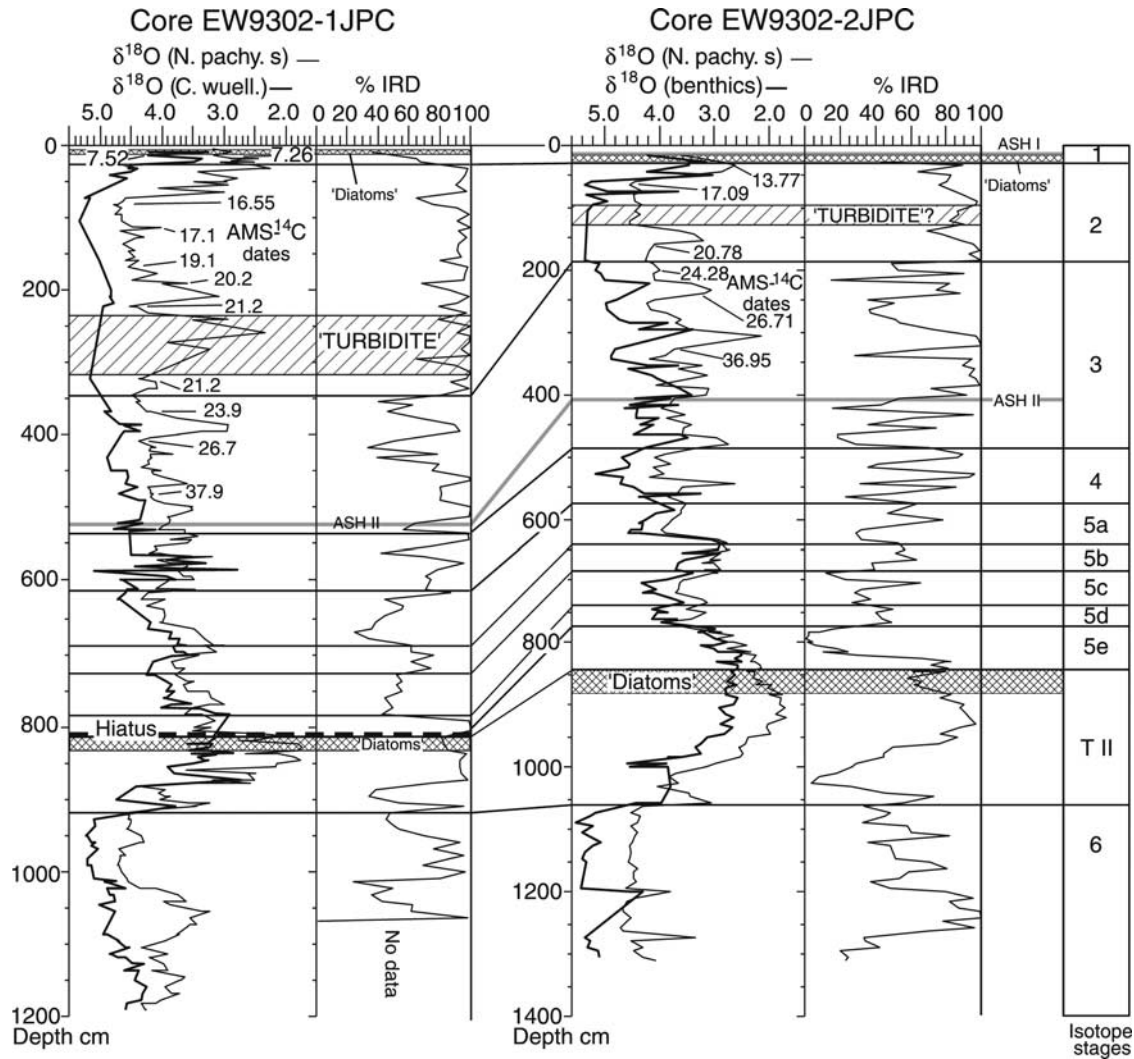 Core EW9302-1JPC
δ18O (N. pachy. s) —
δ18O (C. wuell.) —
% IRD
5.0 4.0 3.0 2.0
0 20 40 60 80 100
Core EW9302-2JPC
δ18O (N. pachy. s) —
δ18O (benthics) —
% IRD
5.0 4.0 3.0 2.0
20 40 60 80 100
0
200
400
600
800
1000
1200
Depth cm
7.52
7.26
'Diatoms'
16.55
17.1
AMS-14C
dates
19.1
20.2
21.2
'TURBIDITE'
21.2
23.9
26.7
37.9
ASH II
Hiatus
Diatoms
No data
0
200
400
600
800
1000
1200
1400
Depth cm
ASH I
13.77
'Diatoms'
17.09
'TURBIDITE'?
20.78
24.28
AMS-14C
dates
26.71
36.95
ASH II
'Diatoms'
1
2
3
4
5a
5b
5c
5d
5e
T II
6
Isotope
stages